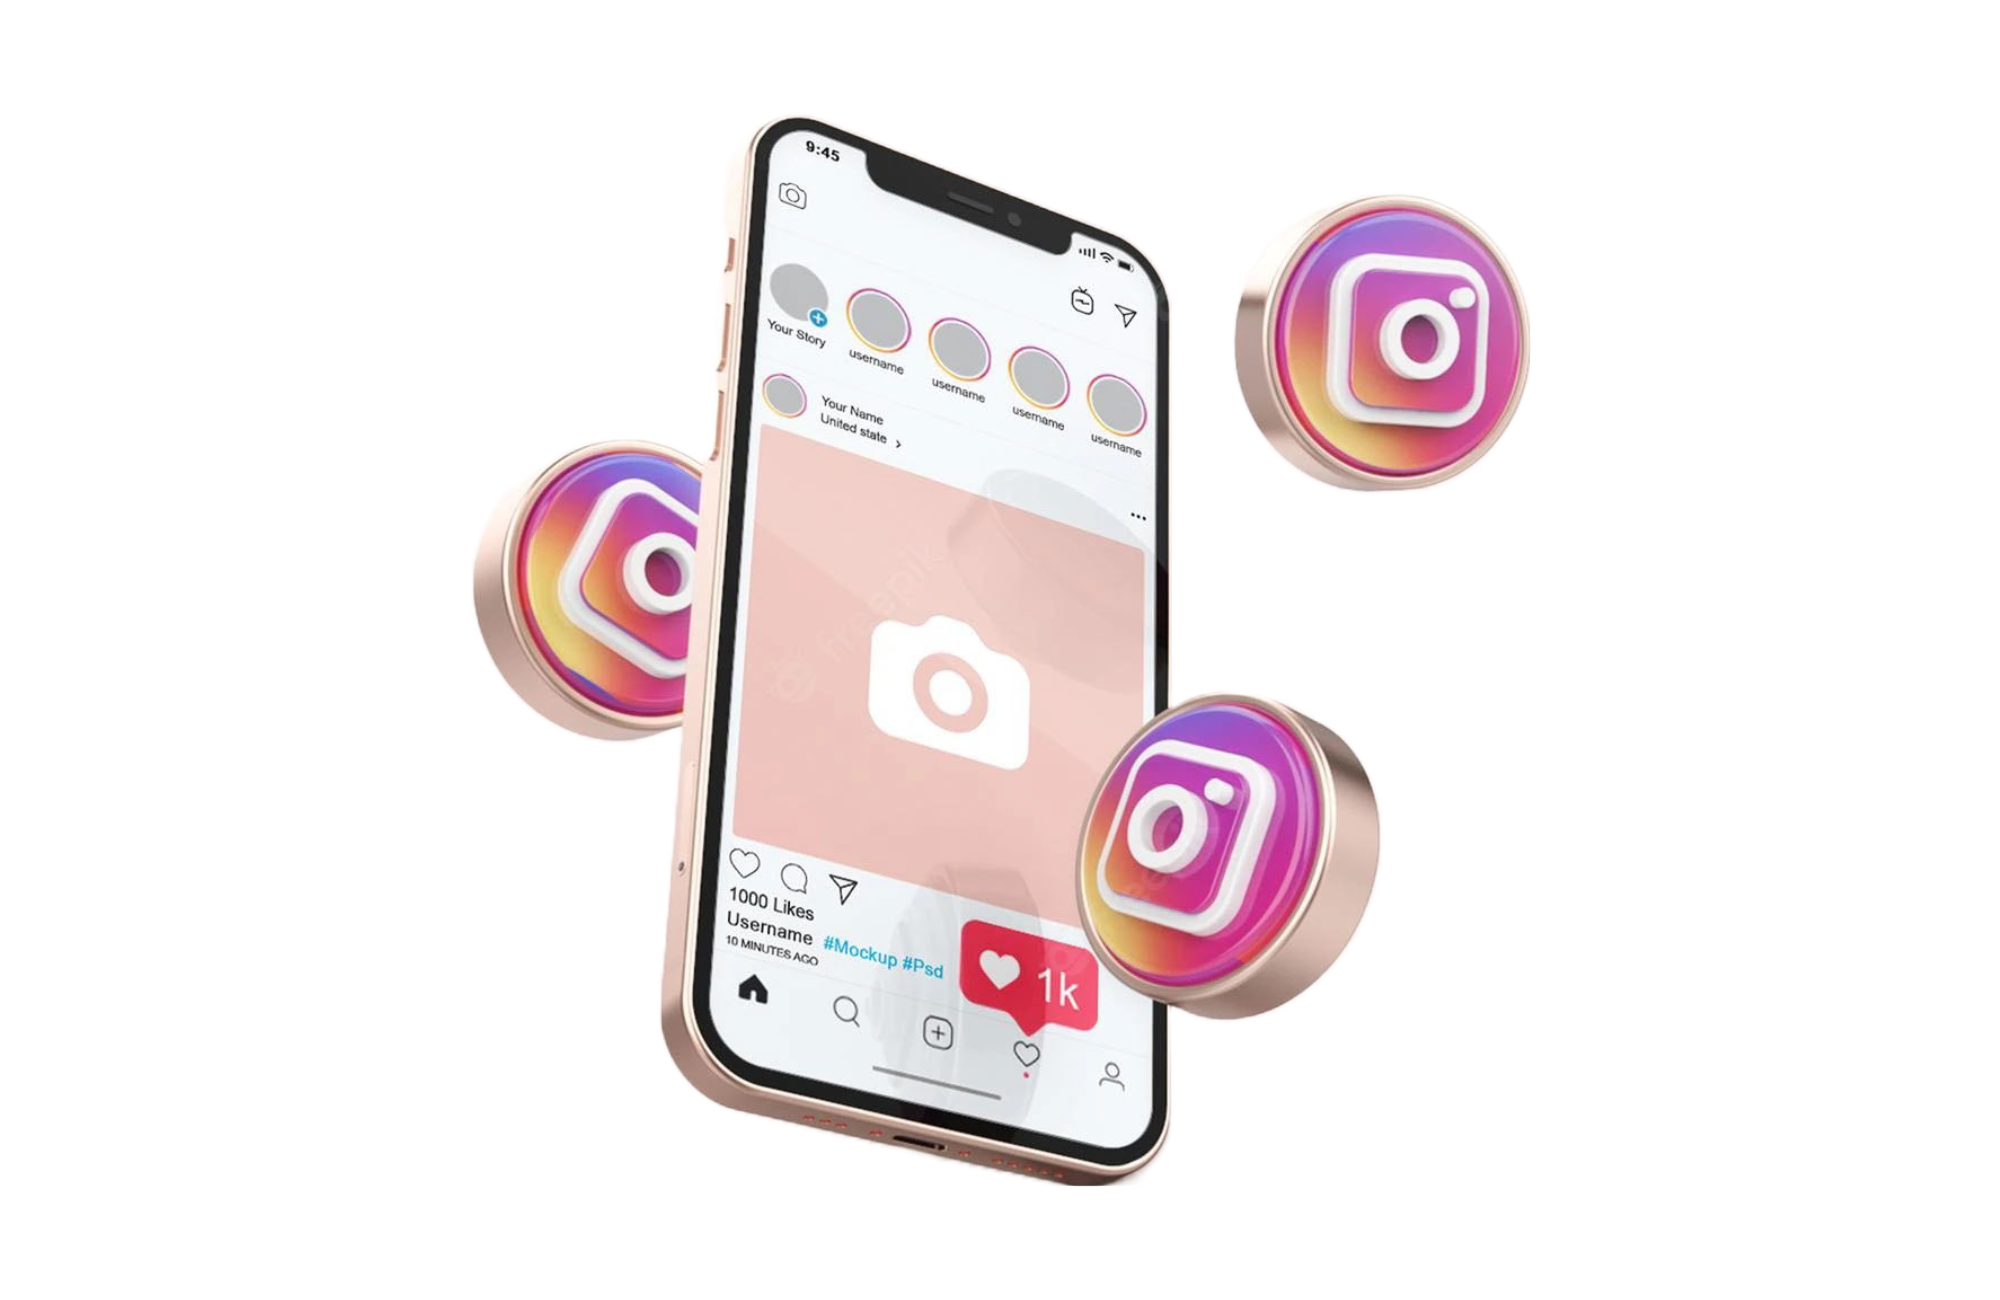 9:45
Your Story
username
username
username
username
Your Name
United state
freepik
1000 Likes
Username #Mockup #Psd
10 MINUTES AGO
1k